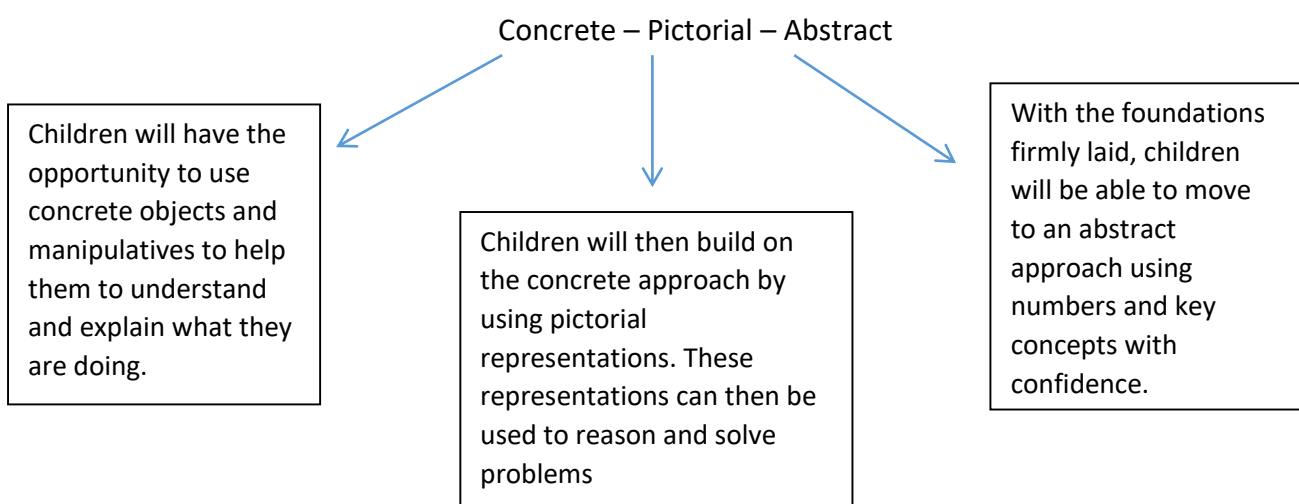 Concrete – Pictorial – Abstract
Children will have the
opportunity to use
concrete objects and
manipulatives to help
them to understand
and explain what they
are doing.
Children will then build on
the concrete approach by
using pictorial
representations. These
representations can then be
used to reason and solve
problems
With the foundations
firmly laid, children
will be able to move
to an abstract
approach using
numbers and key
concepts with
confidence.